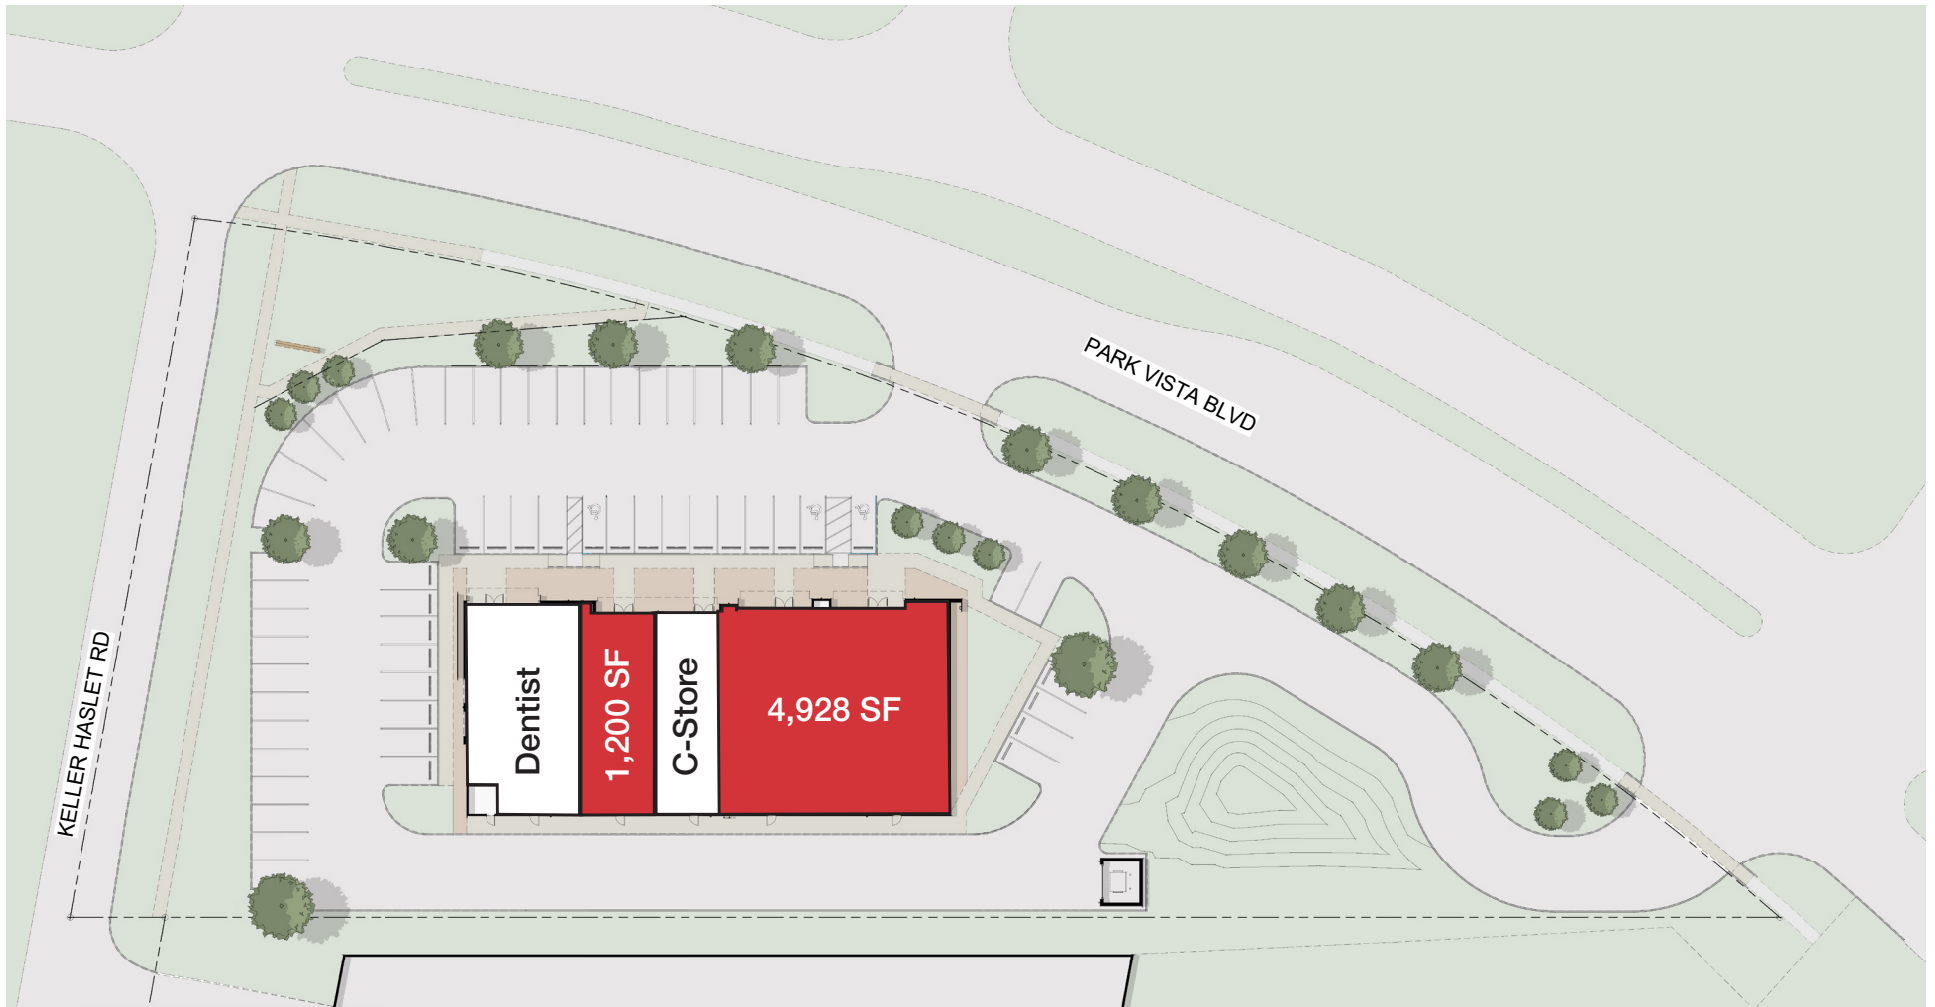 PARK VISTA BLVD
KELLER HASLET RD
Dentist
1,200 SF
C-Store
4,928 SF